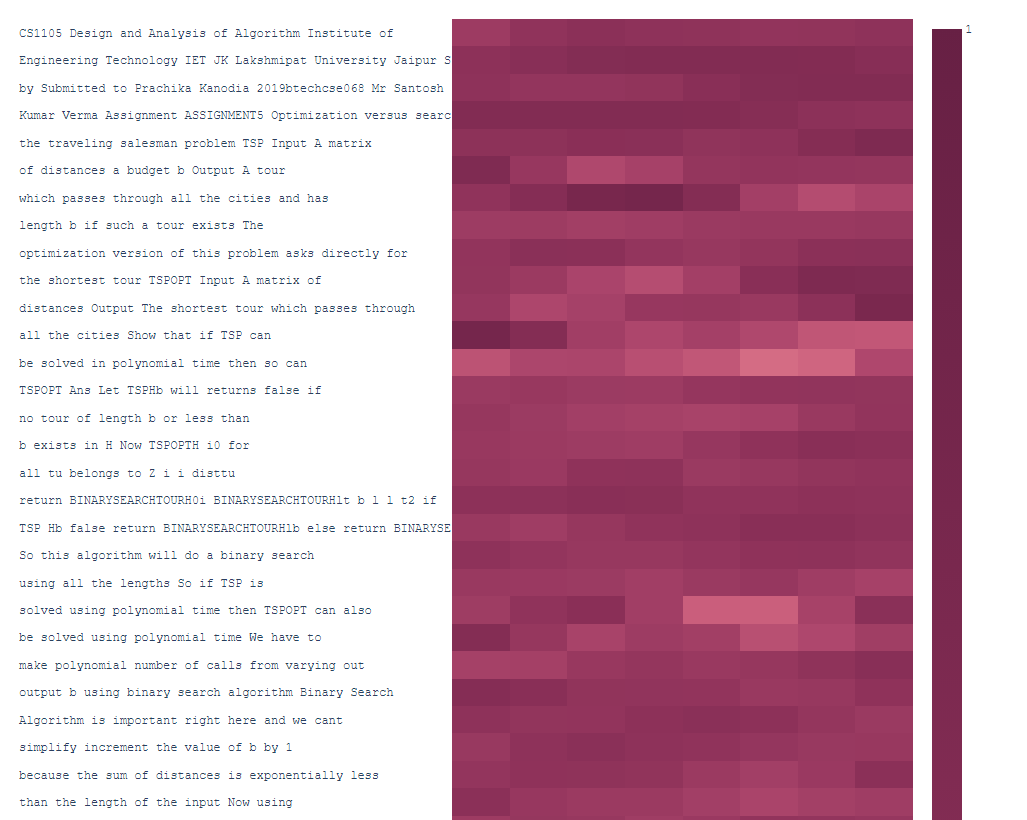 CS1105 Design and Analysis of Algorithm Institute of
Engineering Technology IET JK Lakshmipat University Jaipur S
by Submitted to Prachika Kanodia 2019btechcse068 Mr Santosh
Kumar Verma Assignment ASSIGNMENT5 Optimization versus searc
the traveling salesman problem TSP Input A matrix
of distances a budget b Output A tour
which passes through all the cities and has
length b if such a tour exists The
optimization version of this problem asks directly for
the shortest tour TSPOPT Input A matrix of
distances Output The shortest tour which passes through
all the cities Show that if TSP can
be solved in polynomial time then so can
TSPOPT Ans Let TSPHb will returns false if
no tour of length b or less than
b exists in H Now TSPOPTH i0 for
all tu belongs to Z i i disttu
return BINARYSEARCHTOURH0i BINARYSEARCHTOURHlt b l l t2 if
TSP Hb false return BINARYSEARCHTOURHlb else return BINARYSE
So this algorithm will do a binary search
using all the lengths So if TSP is
solved using polynomial time then TSPOPT can also
be solved using polynomial time We have to
make polynomial number of calls from varying out
output b using binary search algorithm Binary Search
Algorithm is important right here and we cant
simplify increment the value of b by 1
because the sum of distances is exponentially less
than the length of the input Now using
1